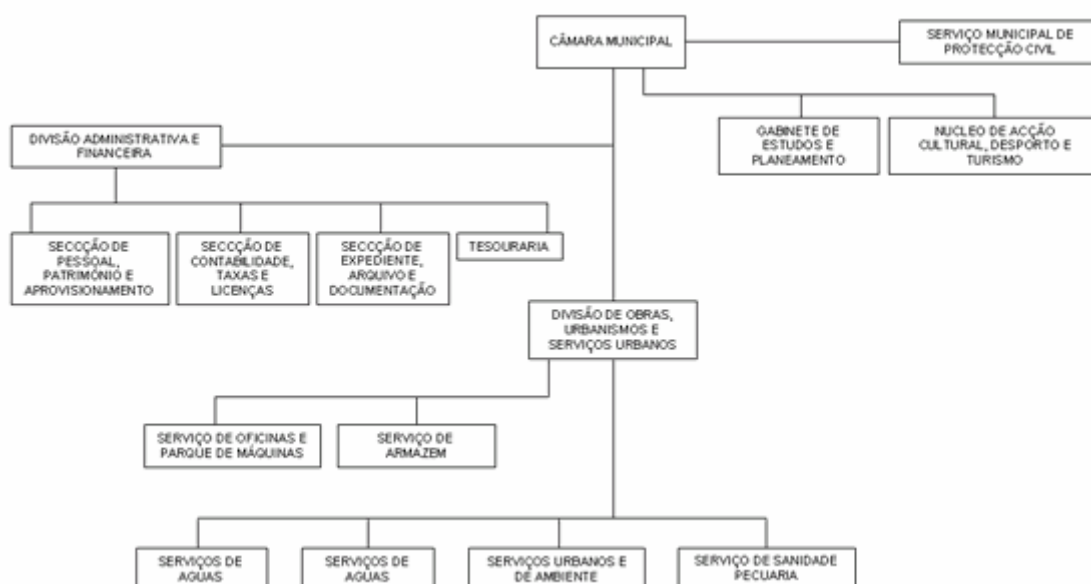 CÂMARA MUNICIPAL
SERVIÇO MUNICIPAL DE
PROTECÇÃO CIVIL
DIVISÃO ADMINISTRATIVA E
FINANCEIRA
GABINETE DE
ESTUDOS E
PLANEAMENTO
NUCLEO DE ACÇÃO
CULTURAL, DESPORTO E
TURISMO
SECCÇÃO DE
PESSOAL,
PATRIMÓNIO E
APROVISIONAMENTO
SECCÇÃO DE
CONTABILIDADE,
TAXAS E
LICENÇAS
SECCÇÃO DE
EXPEDIENTE,
ARQUIVO E
DOCUMENTAÇÃO
TESOURARIA
DIVISÃO DE OBRAS,
URBANISMOS E
SERVIÇOS URBANOS
SERVIÇO DE OFICINAS E
PARQUE DE MÁQUINAS
SERVIÇO DE
ARMAZEM
SERVIÇOS DE
AGUAS
SERVIÇOS DE
AGUAS
SERVIÇOS URBANOS E
DE AMBIENTE
SERVIÇO DE SANIDADE
PECUARIA